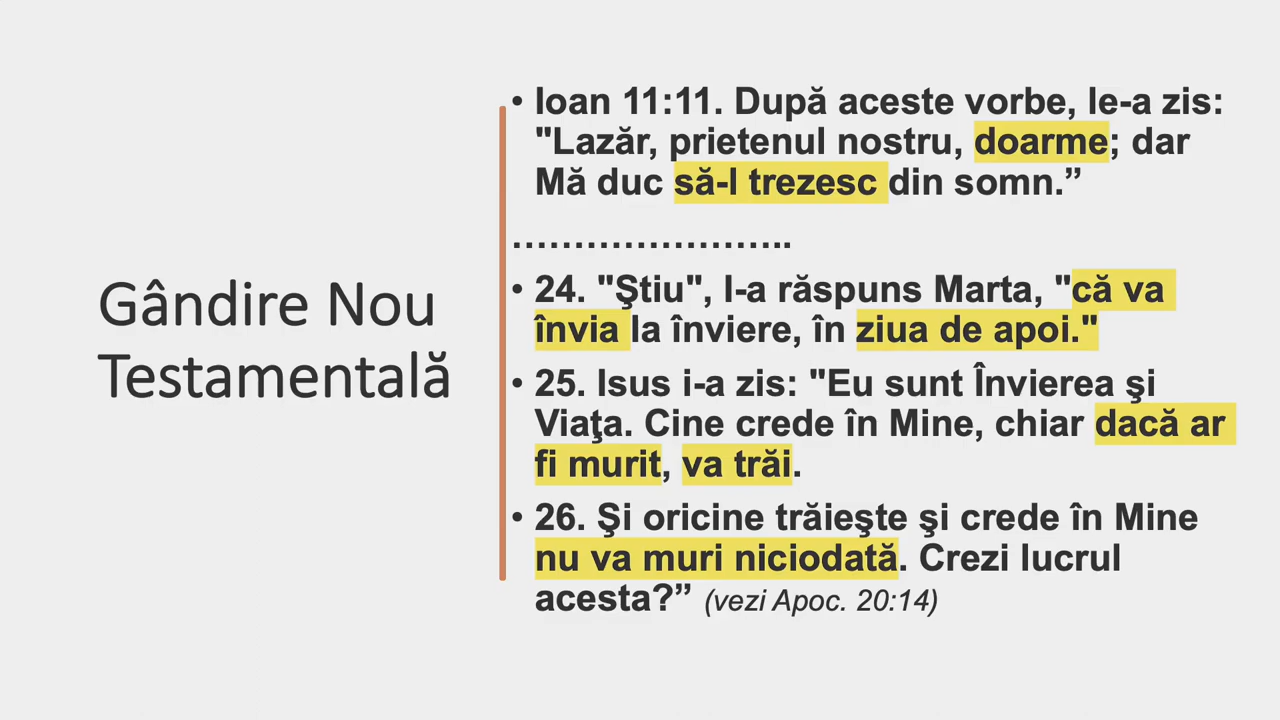 Gândire Nou
Testamentală
• Ioan 11:11. După aceste vorbe, le-a zis:
"Lazăr, prietenul nostru, doarme; dar
Mă duc să-l trezesc din somn.”
……………………..
• 24. "Ştiu", I-a răspuns Marta, "că va
învia la înviere, în ziua de apoi."
• 25. Isus i-a zis: "Eu sunt Învierea şi
Viaţa. Cine crede în Mine, chiar dacă ar
fi murit, va trăi.
• 26. Şi oricine trăieşte şi crede în Mine
nu va muri niciodată. Crezi lucrul
acesta?” (vezi Apoc. 20:14)